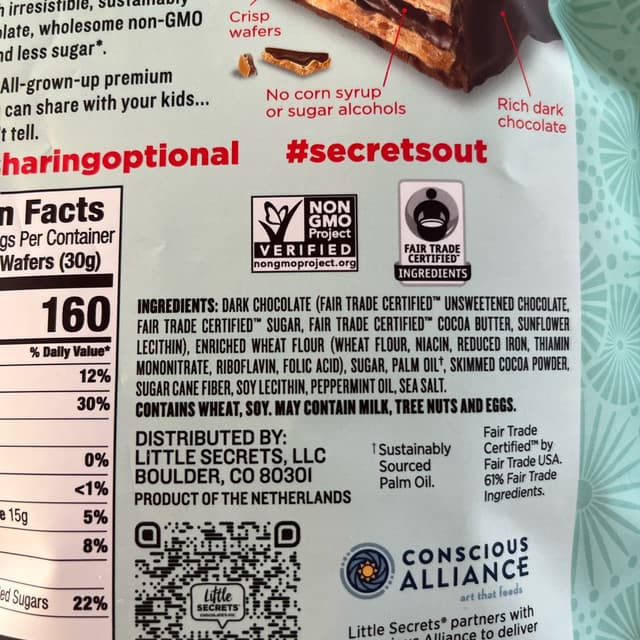 irresistible, sustainably
wholesome non-GMO
less sugar*.
All-grown-up premium
can share with your kids...
tell.
Crisp
wafers
No corn syrup
or sugar alcohols
Rich dark
chocolate
haringoptional #secretsout
n Facts
gs Per Container
Wafers (30g)
160
% Daily Value*
12%
30%
0%
<1%
15g 5%
8%
ed Sugars 22%
NON
GMO
Project
VERIFIED
nongmoproject.org
FAIR TRADE
CERTIFIED™
INGREDIENTS
INGREDIENTS: DARK CHOCOLATE (FAIR TRADE CERTIFIED™ UNSWEETENED CHOCOLATE,
FAIR TRADE CERTIFIED™ SUGAR, FAIR TRADE CERTIFIED™ COCOA BUTTER, SUNFLOWER
LECITHIN), ENRICHED WHEAT FLOUR (WHEAT FLOUR, NIACIN, REDUCED IRON, THIAMIN
MONONITRATE, RIBOFLAVIN, FOLIC ACID), SUGAR, PALM OIL†, SKIMMED COCOA POWDER,
SUGAR CANE FIBER, SOY LECITHIN, PEPPERMINT OIL, SEA SALT.
CONTAINS WHEAT, SOY. MAY CONTAIN MILK, TREE NUTS AND EGGS.
DISTRIBUTED BY:
LITTLE SECRETS, LLC
BOULDER, CO 80301
PRODUCT OF THE NETHERLANDS
†Sustainably
Sourced
Palm Oil.
Fair Trade
Certified™ by
Fair Trade USA.
61% Fair Trade
Ingredients.
Little
SECRETS
CONSCIOUS
ALLIANCE
art that feeds
Little Secrets® partners with
Alliance to deliver